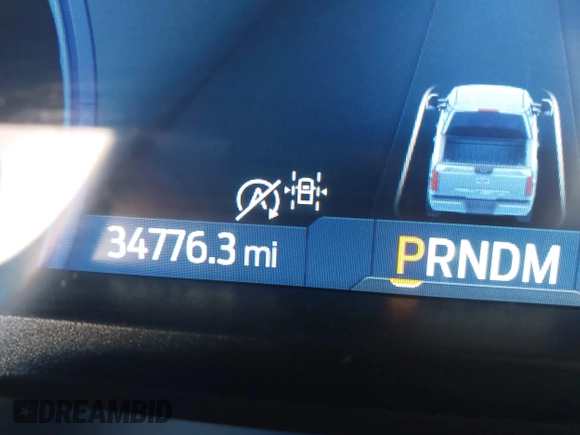 A
34776.3 mi
PRNDM
DREAMBID